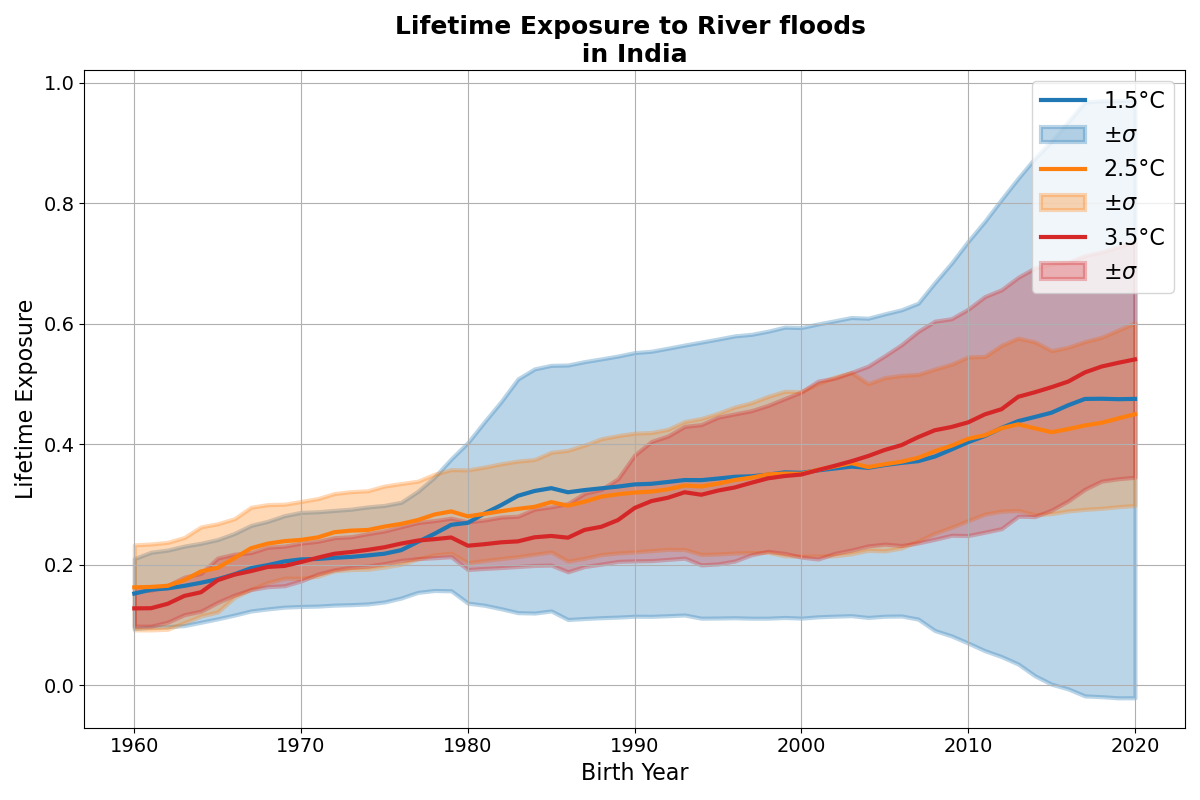 Lifetime Exposure to River floods
in India
Lifetime Exposure
1.0
0.8
0.6
0.4
0.2
0.0
1.5°C
±σ
2.5°C
±σ
3.5°C
±σ
1960 1970 1980 1990 2000 2010 2020
Birth Year